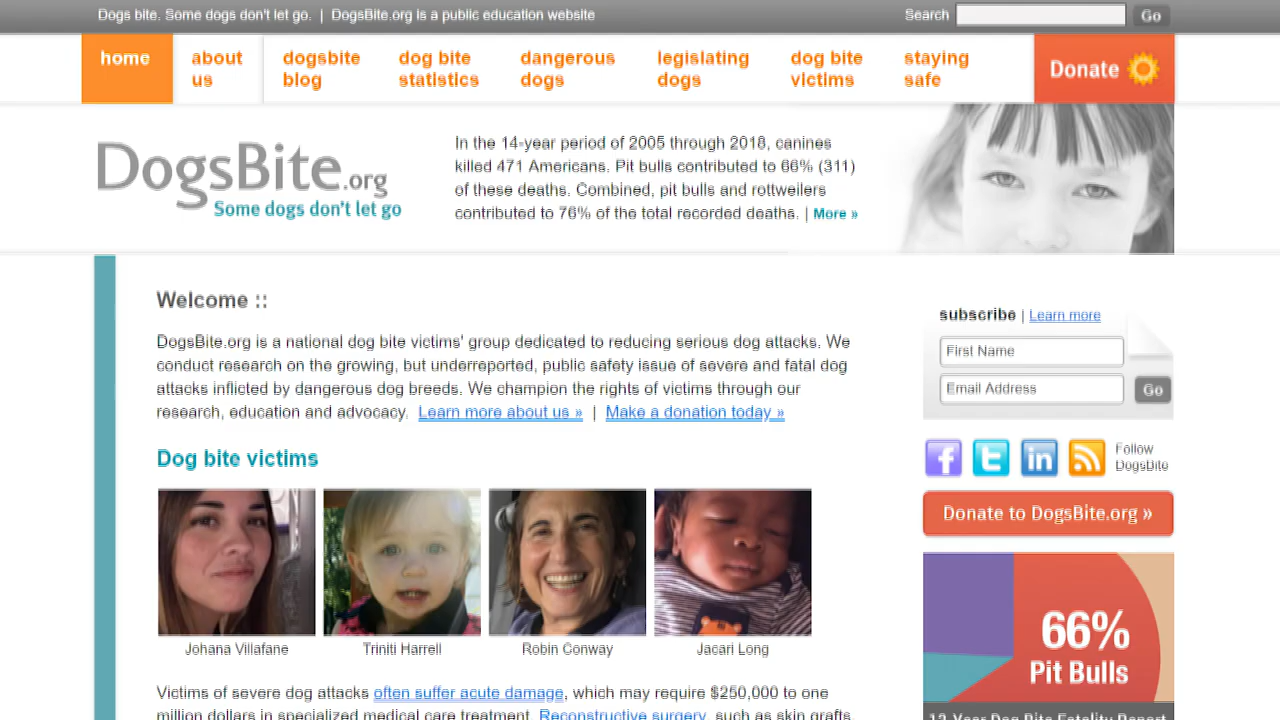 Dogs bite. Some dogs don't let go. | DogsBite.org is a public education website
Search
Go
home
about us
dogsbite blog
dog bite statistics
dangerous dogs
legislating dogs
dog bite victims
staying safe
Donate
DogsBite.org
Some dogs don't let go
In the 14-year period of 2005 through 2018, canines
killed 471 Americans. Pit bulls contributed to 66% (311)
of these deaths. Combined, pit bulls and rottweilers
contributed to 76% of the total recorded deaths. | More »
Welcome ::
DogsBite.org is a national dog bite victims' group dedicated to reducing serious dog attacks. We
conduct research on the growing, but underreported, public safety issue of severe and fatal dog
attacks inflicted by dangerous dog breeds. We champion the rights of victims through our
research, education and advocacy. Learn more about us » | Make a donation today »
Dog bite victims
Johana Villafane
Triniti Harrell
Robin Conway
Jacari Long
Victims of severe dog attacks often suffer acute damage, which may require $250,000 to one
million dollars in specialized medical care treatment. Reconstructive surgery, such as skin grafts,
subscribe | Learn more
First Name
Email Address
Go
Follow
DogsBite
Donate to DogsBite.org »
66%
Pit Bulls
Year Dog Bite Fatality Report